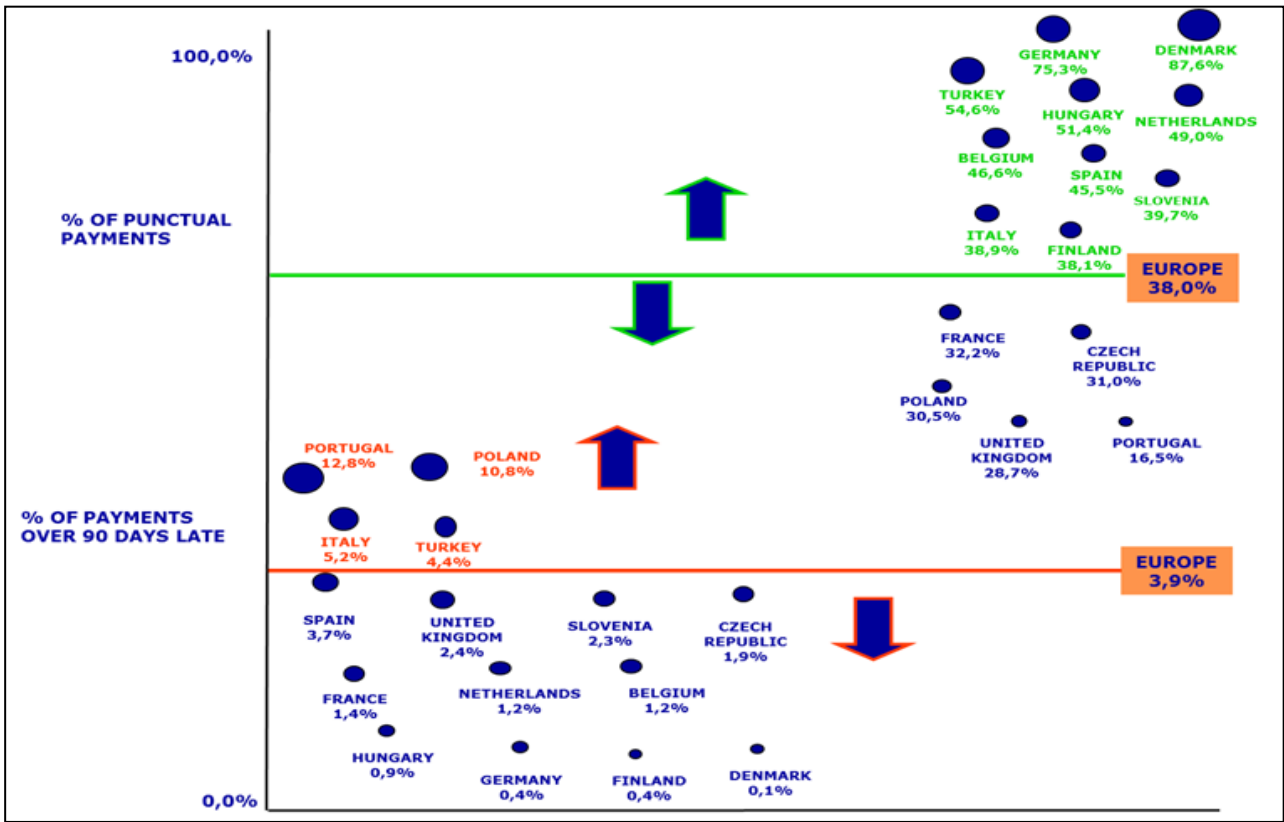 100,0%
GERMANY
75,3%
DENMARK
87,6%
TURKEY
54,6%
HUNGARY
51,4%
NETHERLANDS
49,0%
BELGIUM
46,6%
SPAIN
45,5%
SLOVENIA
39,7%
% OF PUNCTUAL
PAYMENTS
ITALY
38,9%
FINLAND
38,1%
EUROPE
38,0%
FRANCE
32,2%
CZECH
REPUBLIC
31,0%
POLAND
30,5%
UNITED
KINGDOM
28,7%
PORTUGAL
16,5%
PORTUGAL
12,8%
POLAND
10,8%
% OF PAYMENTS
OVER 90 DAYS LATE
ITALY
5,2%
TURKEY
4,4%
EUROPE
3,9%
SPAIN
3,7%
UNITED
KINGDOM
2,4%
SLOVENIA
2,3%
CZECH
REPUBLIC
1,9%
FRANCE
1,4%
NETHERLANDS
1,2%
BELGIUM
1,2%
HUNGARY
0,9%
GERMANY
0,4%
FINLAND
0,4%
DENMARK
0,1%
0,0%